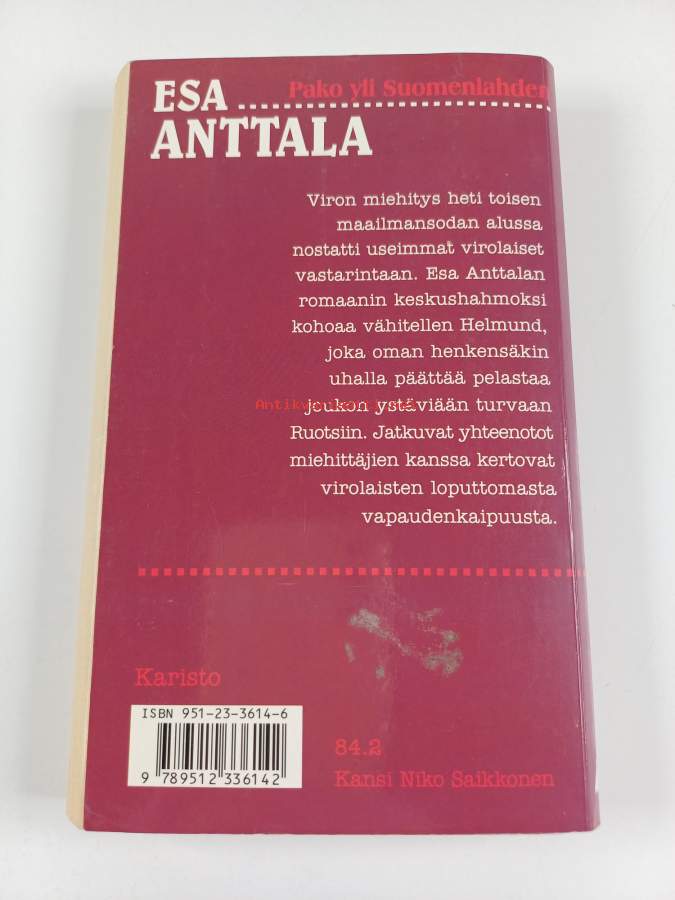 ESA
Pako yli Suomenlahden
ANTTALA
Viron miehitys heti toisen
maailmansodan alussa
nostatti useimmat virolaiset
vastarintaan. Esa Anttalan
romaanin keskushahmoksi
kohoaa vähitellen Helmund,
joka oman henkensäkin
uhalla päättää pelastaa
joukon ystäviään turvaan
Ruotsiin. Jatkuvat yhteenotot
miehittäjien kanssa kertovat
virolaisten loputtomasta
vapaudenkaipuusta.
Karisto
ISBN 951-23-3614-6
9 789512 336142
84.2
Kansi Niko Saikkonen